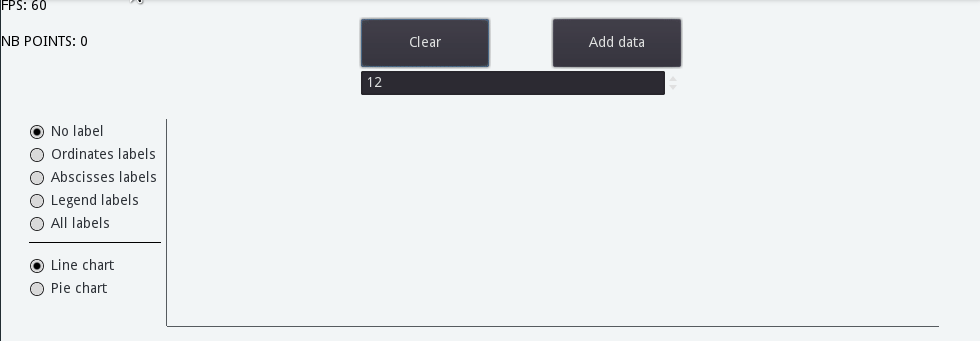 FPS: 60
NB POINTS: 0
Clear
Add data
12
No label
Ordinates labels
Abscisses labels
Legend labels
All labels
Line chart
Pie chart